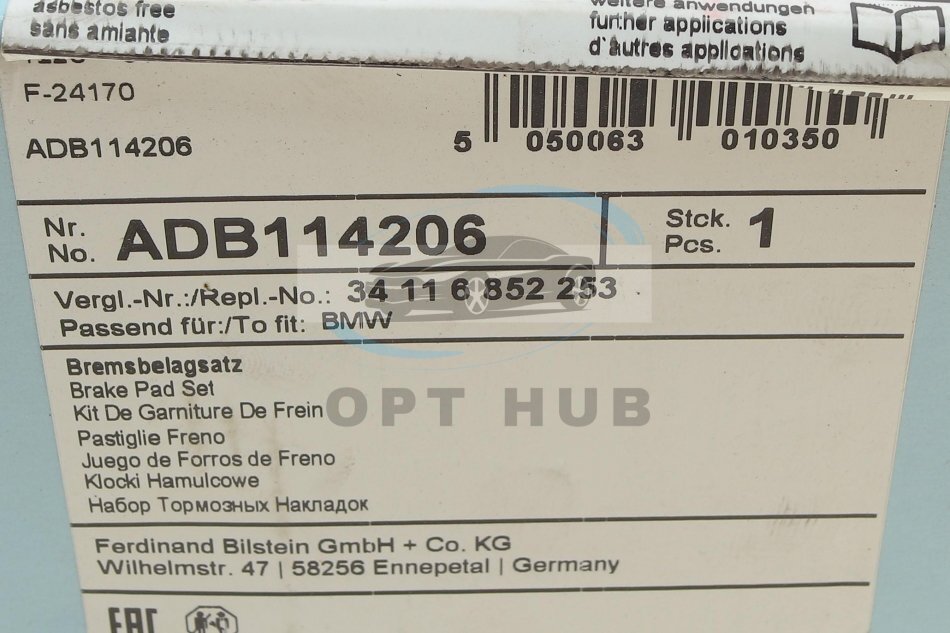 asbestos free
sans amiante
weitere anwendungen
further applications
d'autres applications
F-24170
ADB114206
5 050063 010350
Nr.
No. ADB114206
Stck.
Pcs. 1
Vergl.-Nr.:/Repl.-No.: 34 11 6 852 253
Passend für:/To fit: BMW
Bremsbelagsatz
Brake Pad Set
Kit De Garniture De Frein
OPT HUB
Pastiglie Freno
Juego de Forros de Freno
Klocki Hamulcowe
Набор Тормозных Накладок
Ferdinand Bilstein GmbH + Co. KG
Wilhelmstr. 47 | 58256 Ennepetal | Germany
EAC